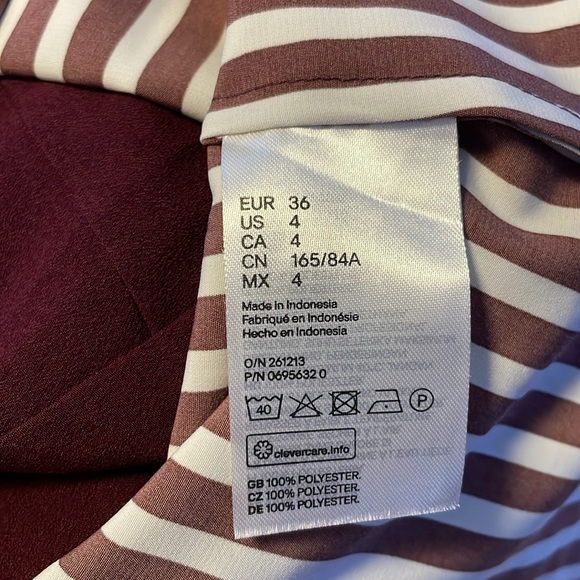 EUR 36
US 4
CA 4
CN 165/84A
MX 4
Made in Indonesia
Fabriqué en Indonésie
Hecho en Indonesia
O/N 261213
P/N 0695632 0
40 P
clevercare.info
GB 100% POLYESTER.
CZ 100% POLYESTER.
DE 100% POLYESTER.